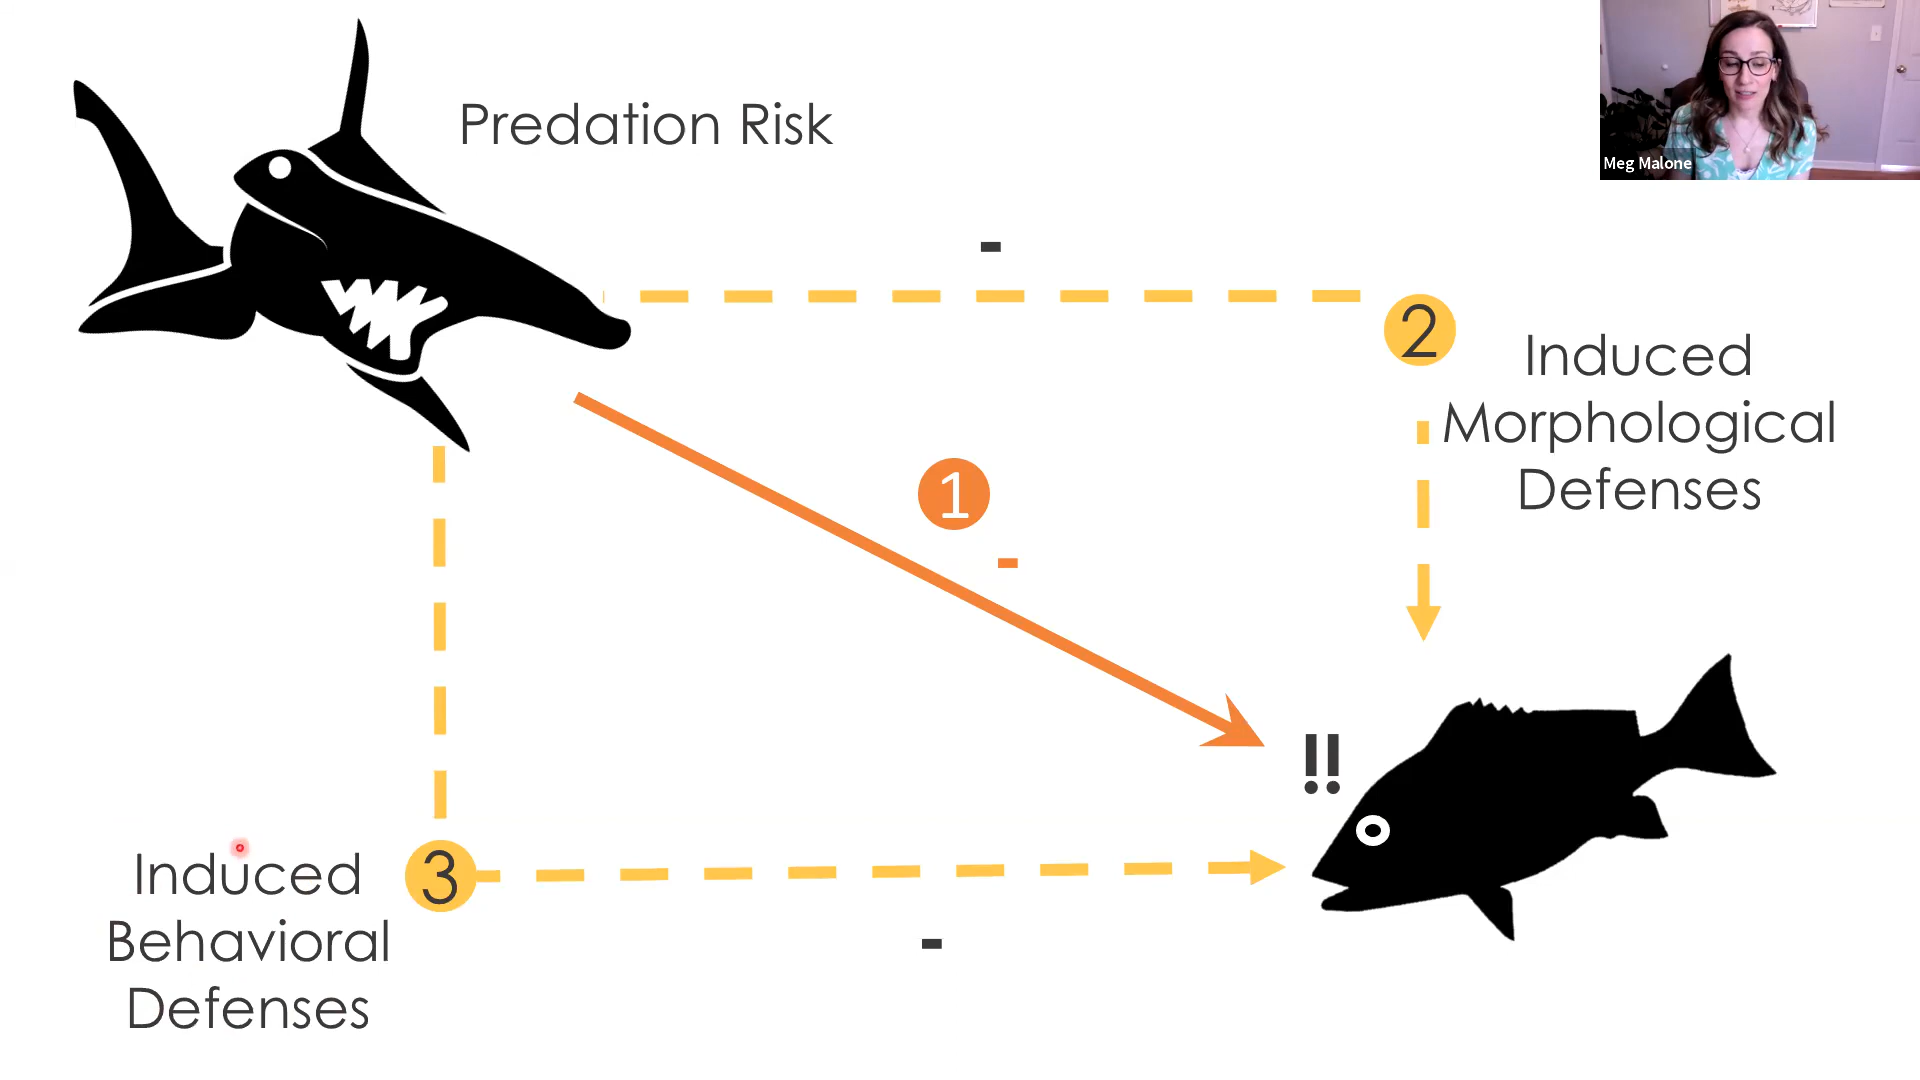 Predation Risk
Meg Malone
-
2
Induced
Morphological
Defenses
1
-
!!
3
Induced
Behavioral
Defenses
-